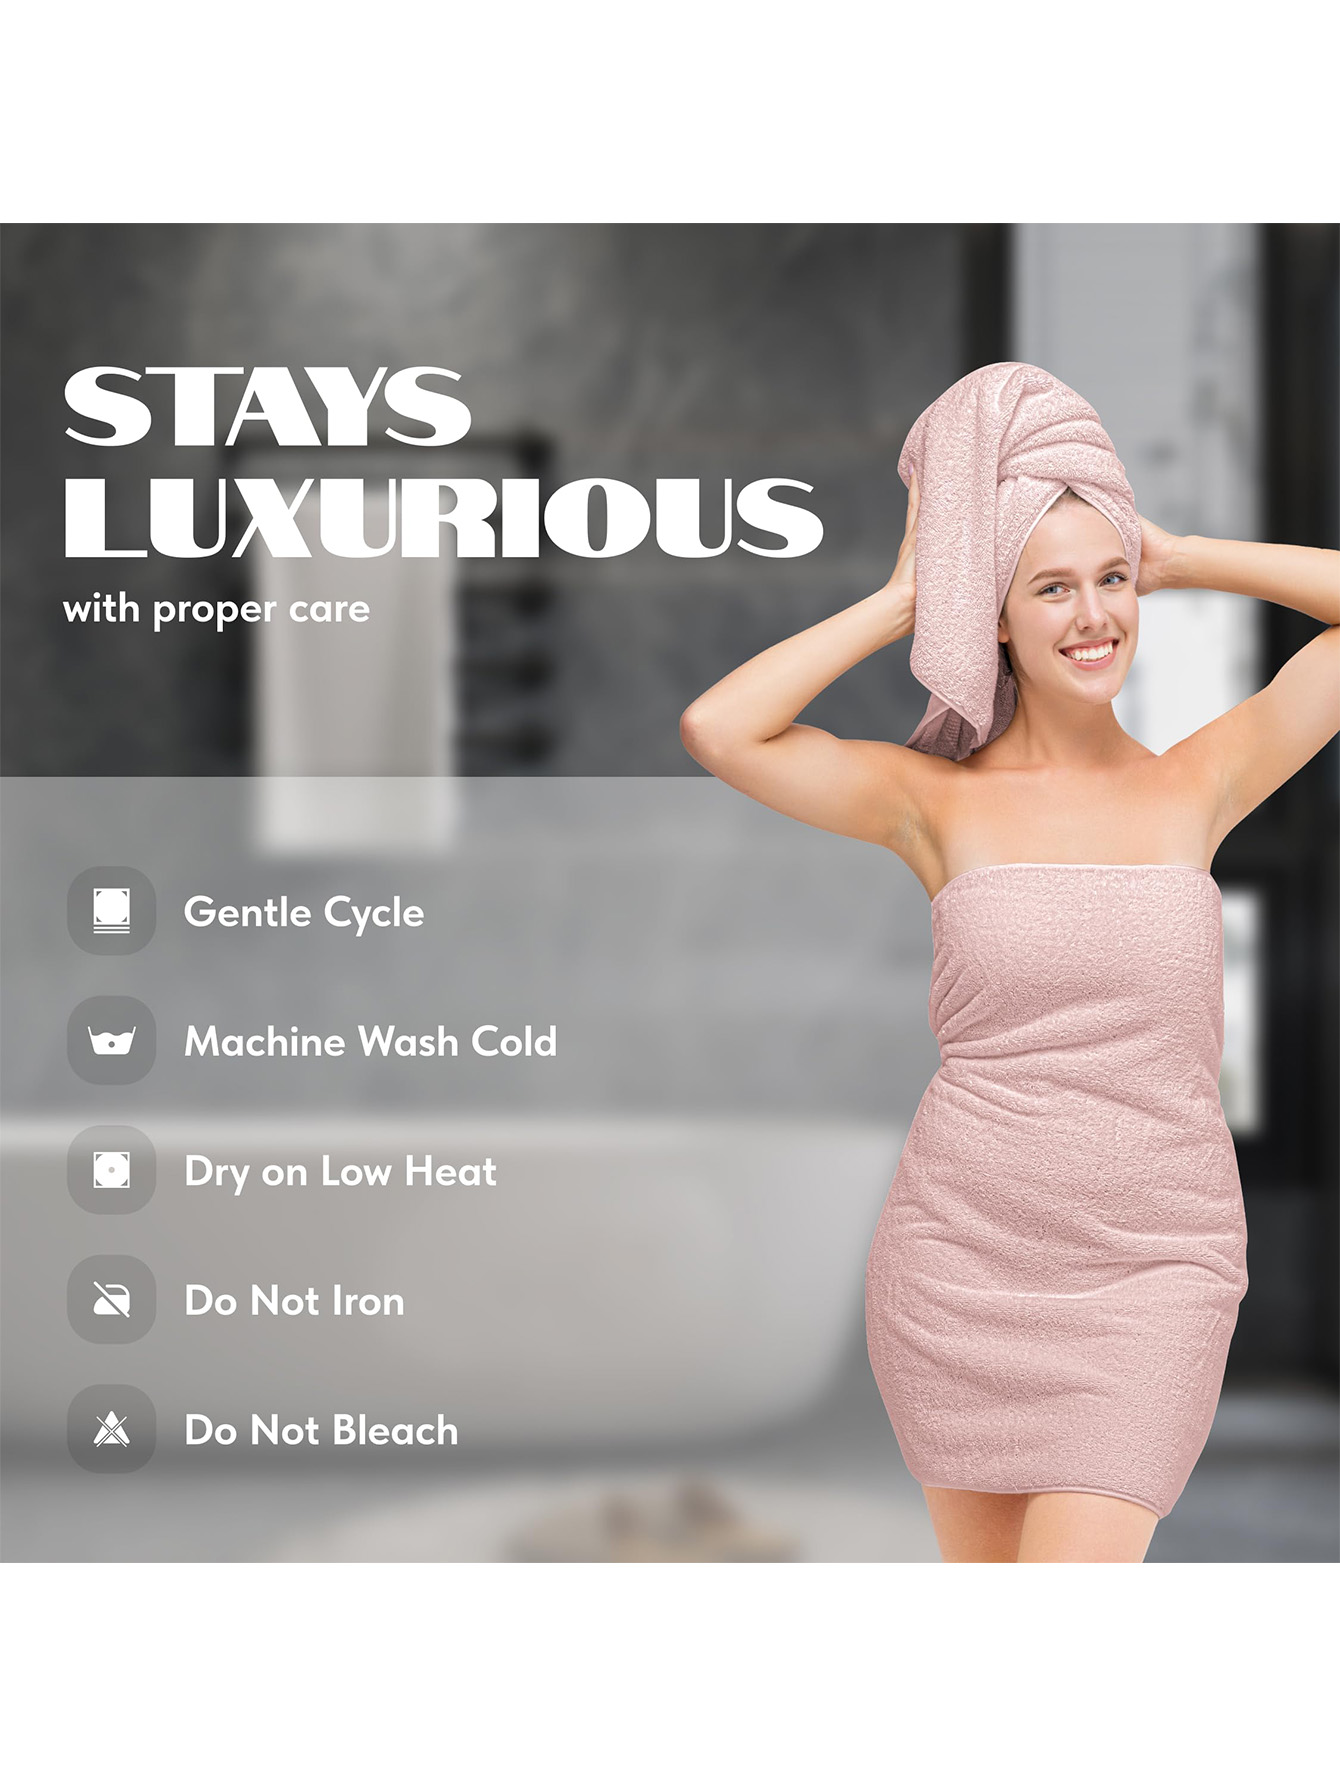 STAYS
LUXURIOUS
with proper care
Gentle Cycle
Machine Wash Cold
Dry on Low Heat
Do Not Iron
Do Not Bleach